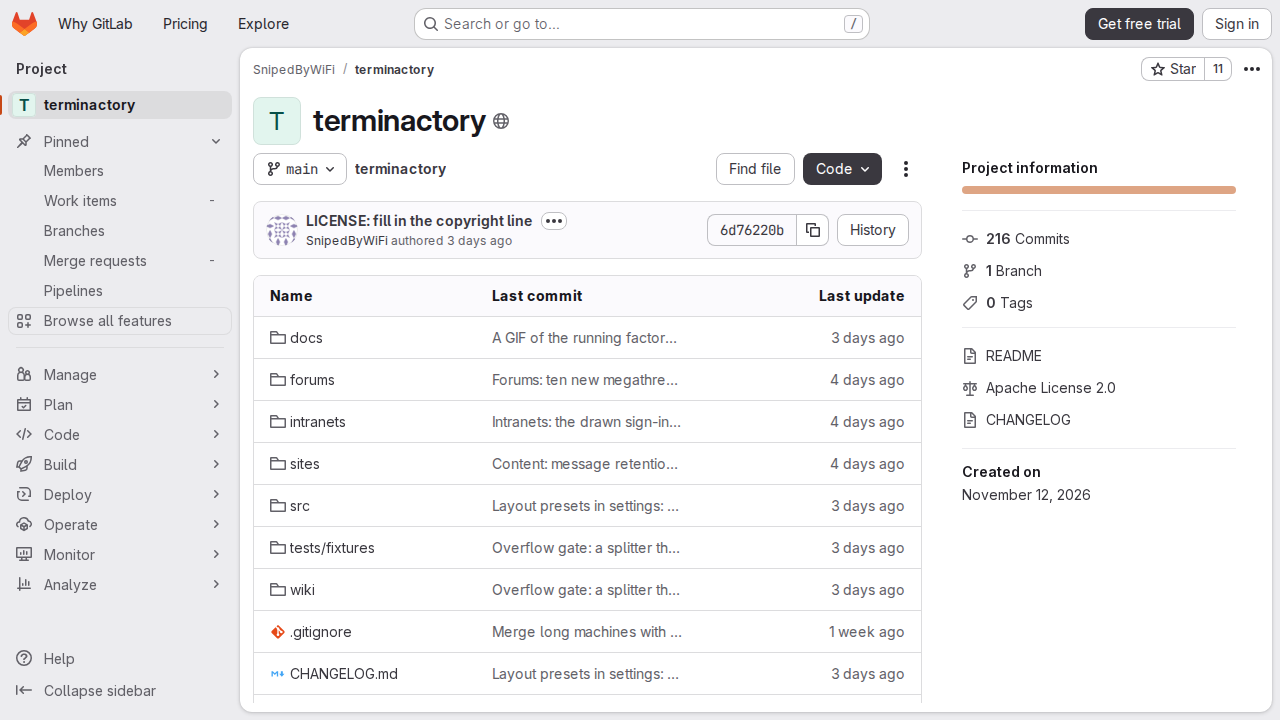 Why GitLab
Pricing
Explore
Search or go to...
/
Get free trial
Sign in
Project
T
terminactory
Pinned
Members
Work items -
Branches
Merge requests -
Pipelines
Browse all features
Manage
Plan
Code
Build
Deploy
Operate
Monitor
Analyze
Help
Collapse sidebar
SnipedByWiFi / terminactory
Star 11
T
terminactory
main
terminactory
Find file
Code
LICENSE: fill in the copyright line
SnipedByWiFi authored 3 days ago
6d76220b
History
Name Last commit Last update
docs A GIF of the running factor... 3 days ago
forums Forums: ten new megathre... 4 days ago
intranets Intranets: the drawn sign-in... 4 days ago
sites Content: message retentio... 4 days ago
src Layout presets in settings: ... 3 days ago
tests/fixtures Overflow gate: a splitter th... 3 days ago
wiki Overflow gate: a splitter th... 3 days ago
.gitignore Merge long machines with ... 1 week ago
CHANGELOG.md Layout presets in settings: ... 3 days ago
Project information
216 Commits
1 Branch
0 Tags
README
Apache License 2.0
CHANGELOG
Created on
November 12, 2026